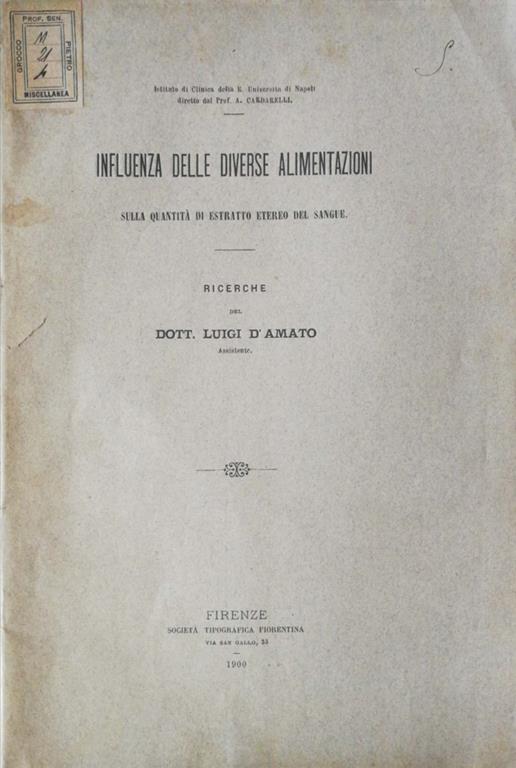 PROF. SEN.
GROCCO
PIETRO
M
21
4
MISCELLANEA
S.
Istituto di Clinica della R. Università di Napoli
diretto dal Prof. A. CARDARELLI.
INFLUENZA DELLE DIVERSE ALIMENTAZIONI
SULLA QUANTITÀ DI ESTRATTO ETEREO DEL SANGUE.
RICERCHE
DEL
DOTT. LUIGI D'AMATO
Assistente.
FIRENZE
SOCIETÀ TIPOGRAFICA FIORENTINA
VIA SAN GALLO, 33
1900